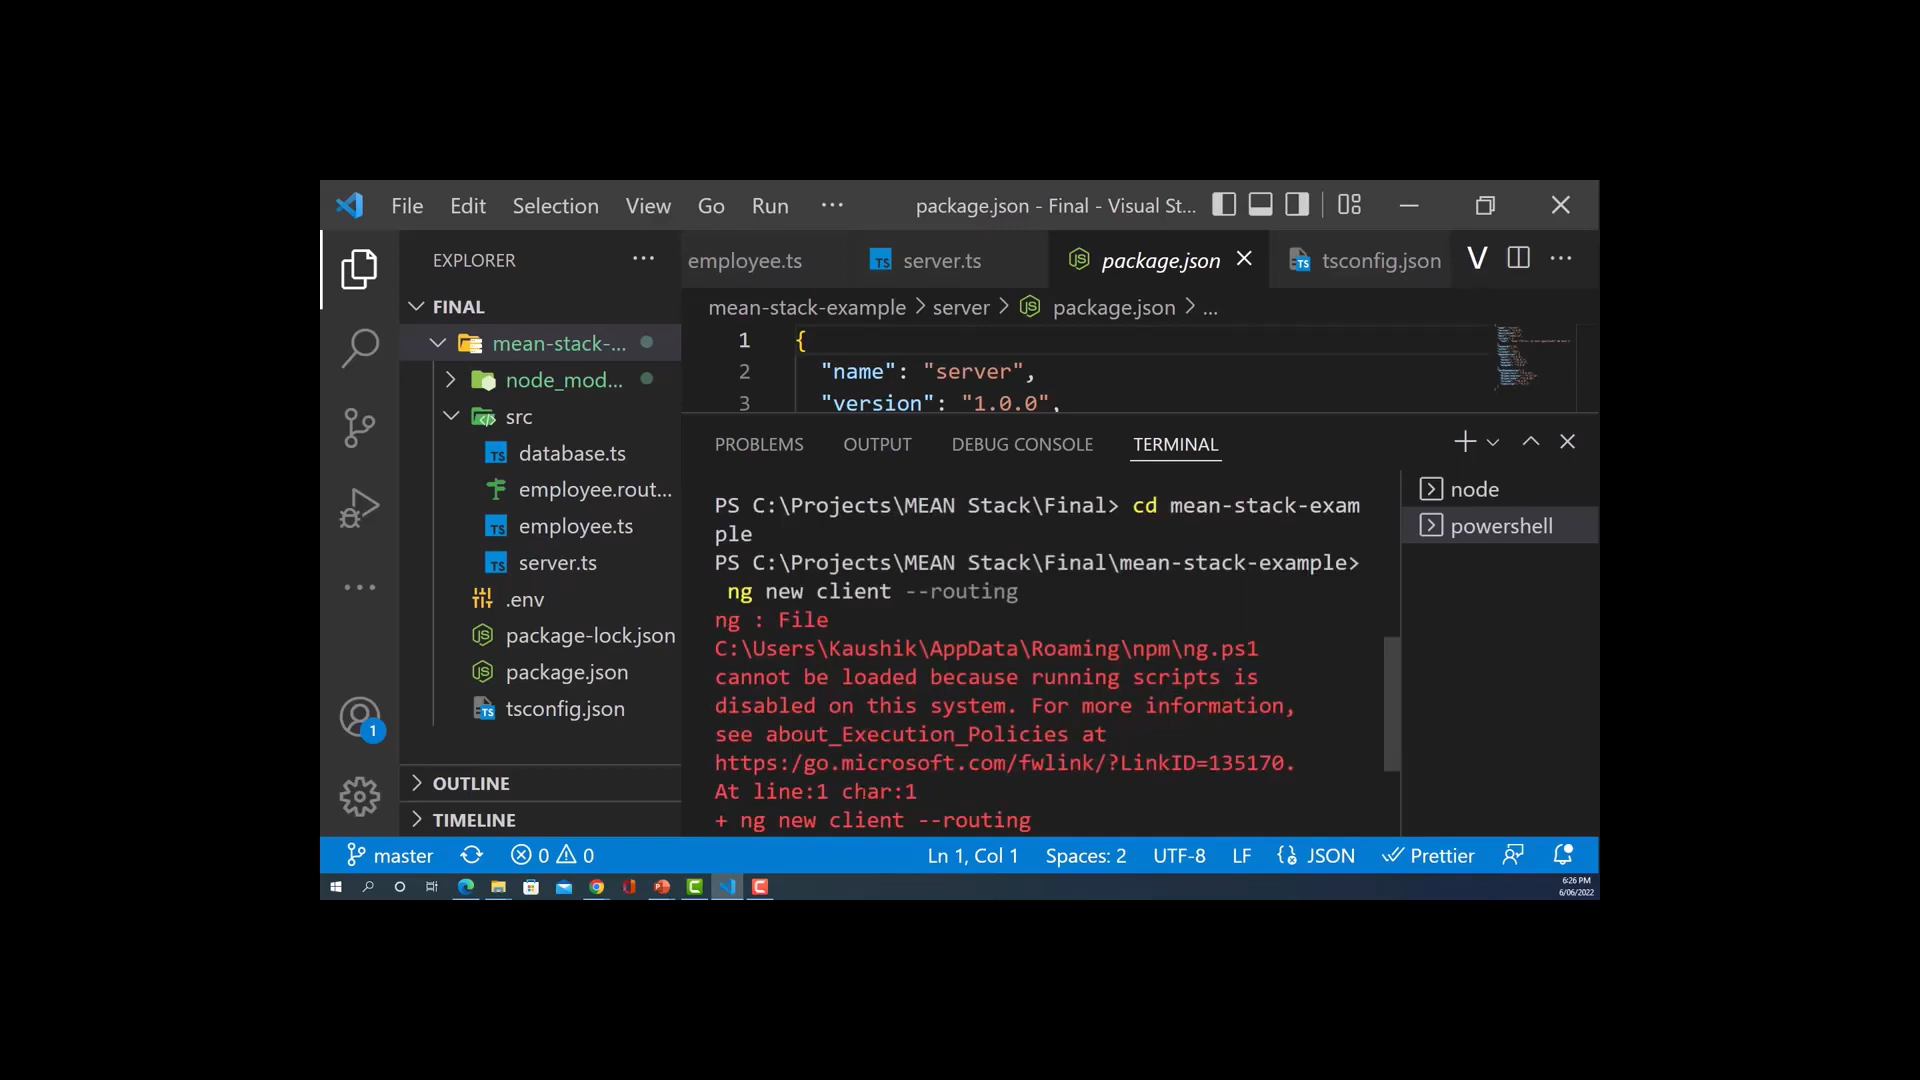 File Edit Selection View Go Run ··· package.json - Final - Visual St...
EXPLORER ···
FINAL
mean-stack-...
node_mod...
src
database.ts
employee.rout...
employee.ts
server.ts
.env
package-lock.json
package.json
tsconfig.json
OUTLINE
TIMELINE
employee.ts server.ts package.json tsconfig.json
mean-stack-example > server > package.json > ...
1 {
2 "name": "server",
3 "version": "1.0.0",
PROBLEMS OUTPUT DEBUG CONSOLE TERMINAL
PS C:\Projects\MEAN Stack\Final> cd mean-stack-exam
ple
PS C:\Projects\MEAN Stack\Final\mean-stack-example>
ng new client --routing
ng : File
C:\Users\Kaushik\AppData\Roaming\npm\ng.ps1
cannot be loaded because running scripts is
disabled on this system. For more information,
see about_Execution_Policies at
https:/go.microsoft.com/fwlink/?LinkID=135170.
At line:1 char:1
+ ng new client --routing
node
powershell
1
master 0 0 Ln 1, Col 1 Spaces: 2 UTF-8 LF {} JSON Prettier
6:26 PM
6/06/2022